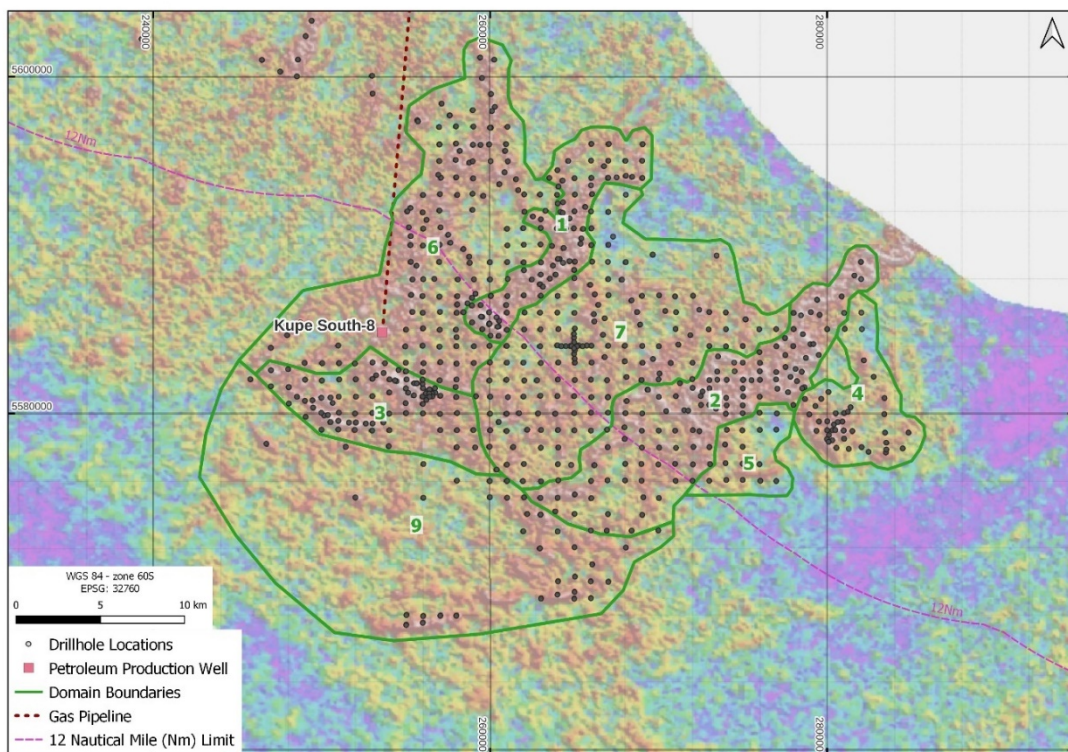 240000
260000
280000
5600000
12Nm
1
6
Kupe South-8
7
5580000
2
4
3
5
9
WGS 84 - zone 60S
EPSG: 32760
0 5 10 km
Drillhole Locations
Petroleum Production Well
Domain Boundaries
Gas Pipeline
12 Nautical Mile (Nm) Limit
12Nm
260000
280000